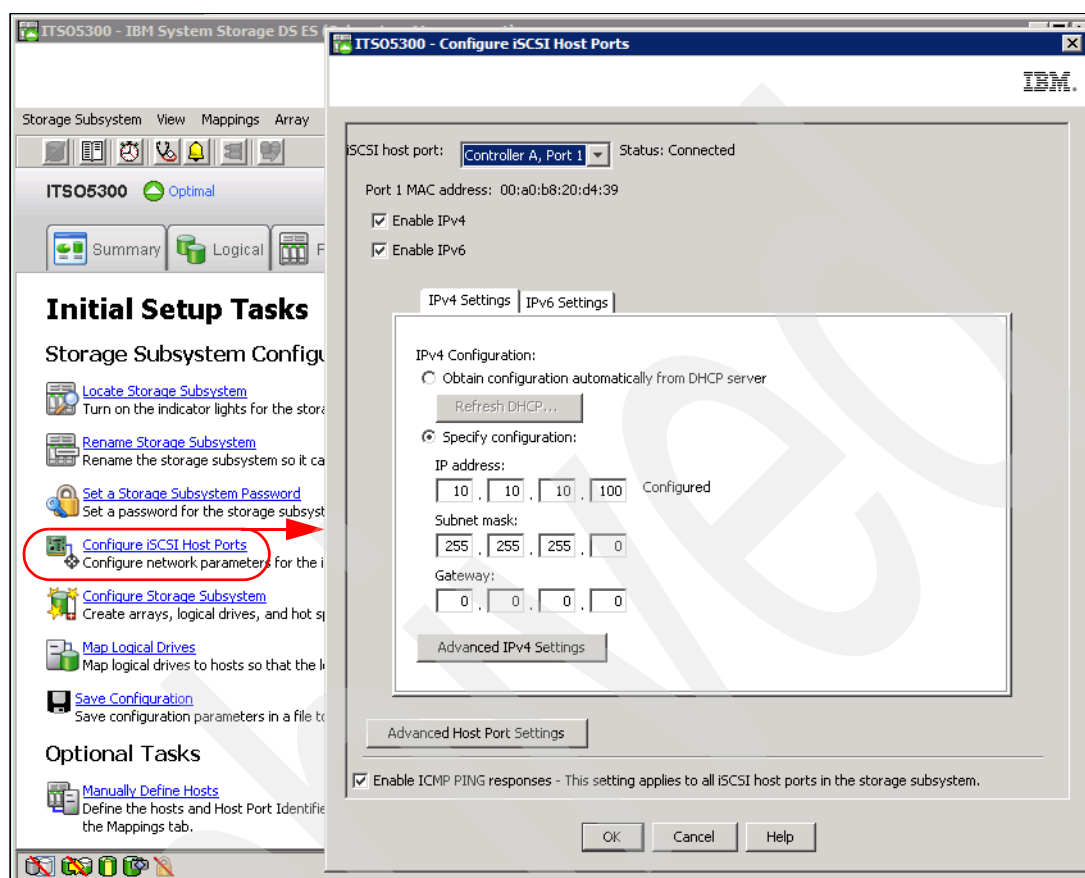 ITSO5300 - IBM System Storage DS ES (
Storage Subsystem View Mappings Array
ITSO5300 Optimal
Summary Logical
Initial Setup Tasks
Storage Subsystem Configu
Locate Storage Subsystem
Turn on the indicator lights for the stora
Rename Storage Subsystem
Rename the storage subsystem so it ca
Set a Storage Subsystem Password
Set a password for the storage subsyst
Configure iSCSI Host Ports
Configure network parameters for the i
Configure Storage Subsystem
Create arrays, logical drives, and hot sp
Map Logical Drives
Map logical drives to hosts so that the l
Save Configuration
Save configuration parameters in a file to
Optional Tasks
Manually Define Hosts
Define the hosts and Host Port Identifie
the Mappings tab.
ITSO5300 - Configure iSCSI Host Ports
IBM.
iSCSI host port: Controller A, Port 1 Status: Connected
Port 1 MAC address: 00:a0:b8:20:d4:39
Enable IPv4
Enable IPv6
IPv4 Settings IPv6 Settings
IPv4 Configuration:
Obtain configuration automatically from DHCP server
Refresh DHCP...
Specify configuration:
IP address:
10 . 10 . 10 . 100 Configured
Subnet mask:
255 . 255 . 255 . 0
Gateway:
0 . 0 . 0 . 0
Advanced IPv4 Settings
Advanced Host Port Settings
Enable ICMP PING responses - This setting applies to all iSCSI host ports in the storage subsystem.
OK Cancel Help